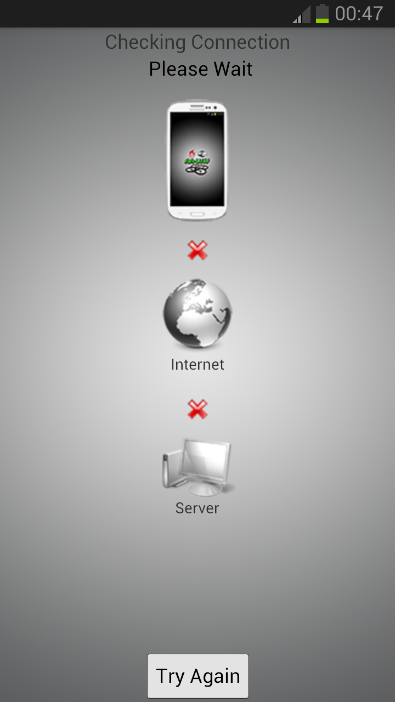 00:47
Checking Connection
Please Wait
Internet
Server
Try Again